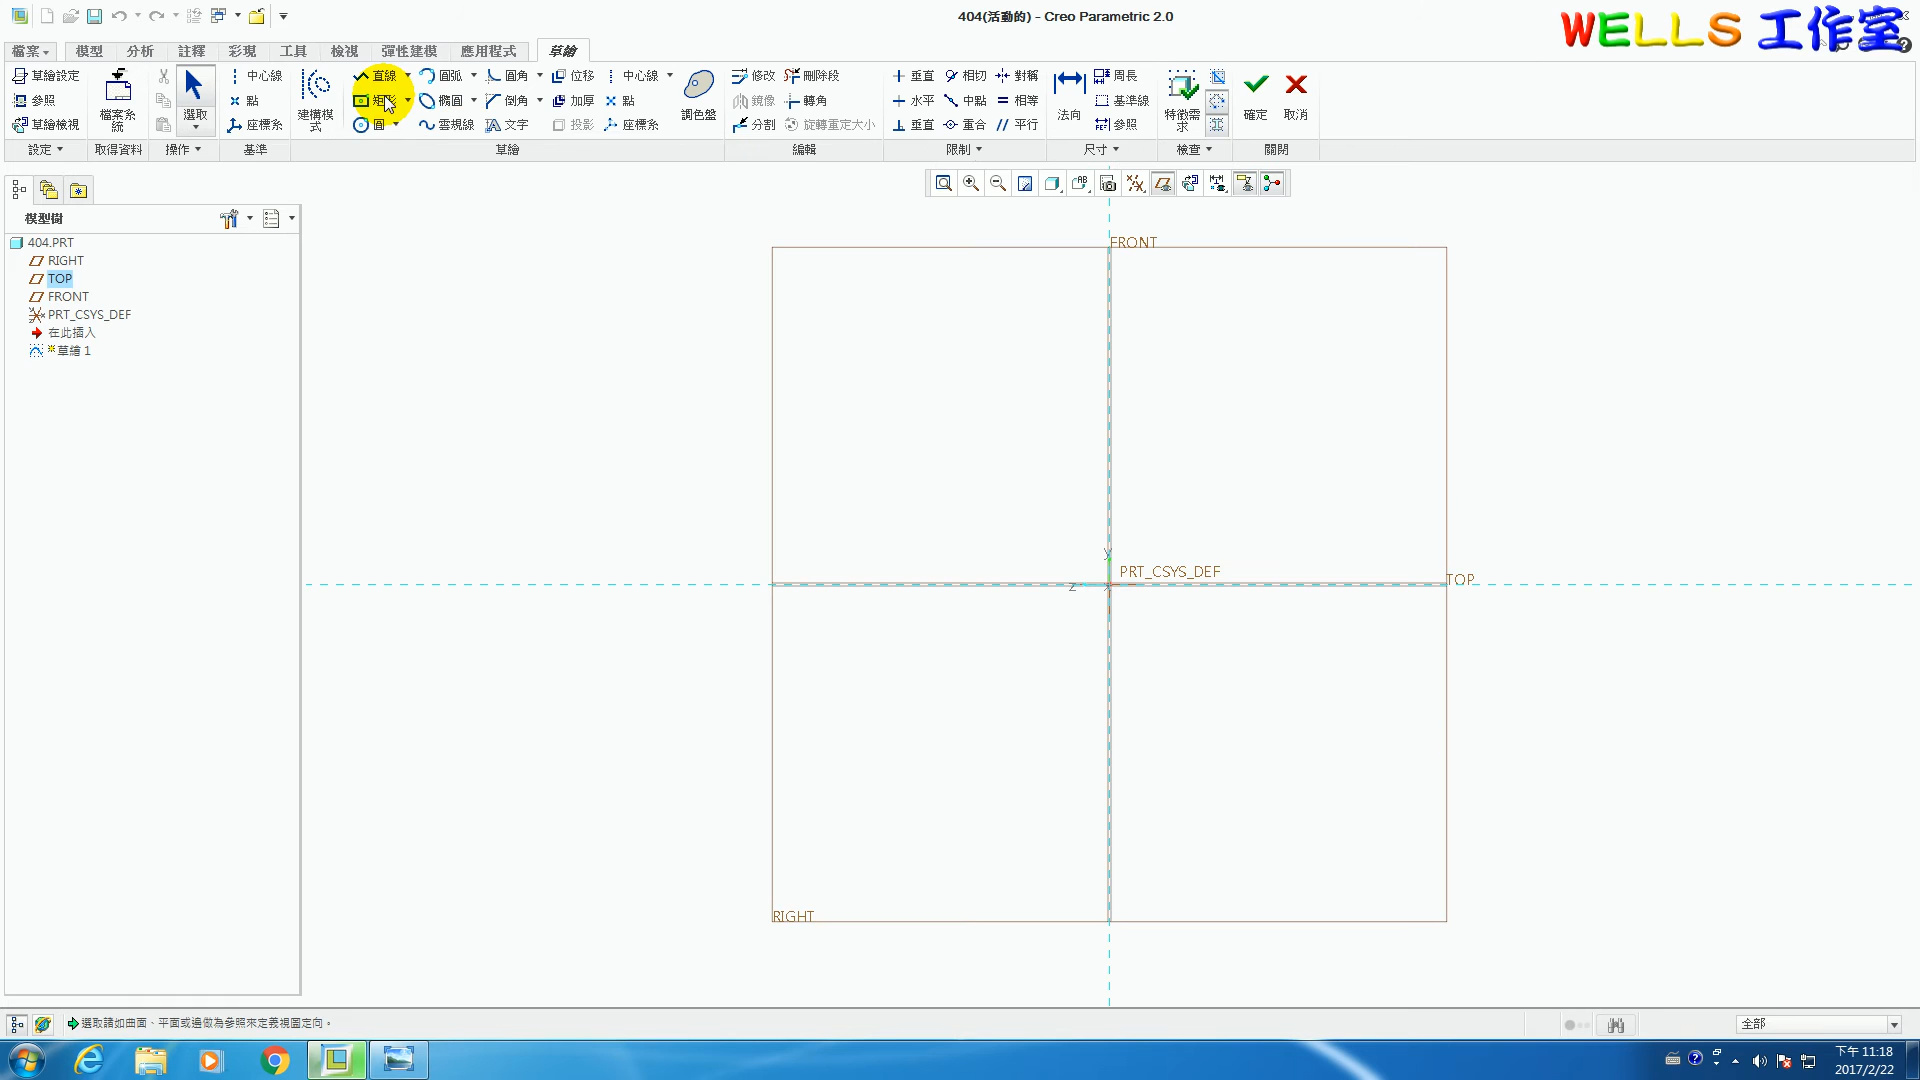 404(活動的) - Creo Parametric 2.0
WELLS 工作室
檔案 模型 分析 註釋 彩現 工具 檢視 彈性建模 應用程式 草繪
草繪設定 中心線 直線 圓弧 圓角 位移 中心線 修改 刪除段 垂直 相切 對稱 周長
參照 點 矩形 橢圓 倒角 加厚 點 鏡像 轉角 水平 中點 相等 基準線
草繪檢視 座標系 圓 雲規線 文字 投影 座標系 分割 旋轉重定大小 垂直 重合 平行 參照
檔案系統 選取 建構模式 調色盤 法向 特徵需求 確定 取消
設定 取得資料 操作 基準 草繪 編輯 限制 尺寸 檢查 關閉
模型樹
404.PRT
RIGHT
TOP
FRONT
PRT_CSYS_DEF
在此插入
草繪 1
FRONT
y
PRT_CSYS_DEF
TOP
z
x
RIGHT
選取諸如曲面、平面或邊做為參照來定義視圖定向。
全部
下午 11:18
2017/2/22